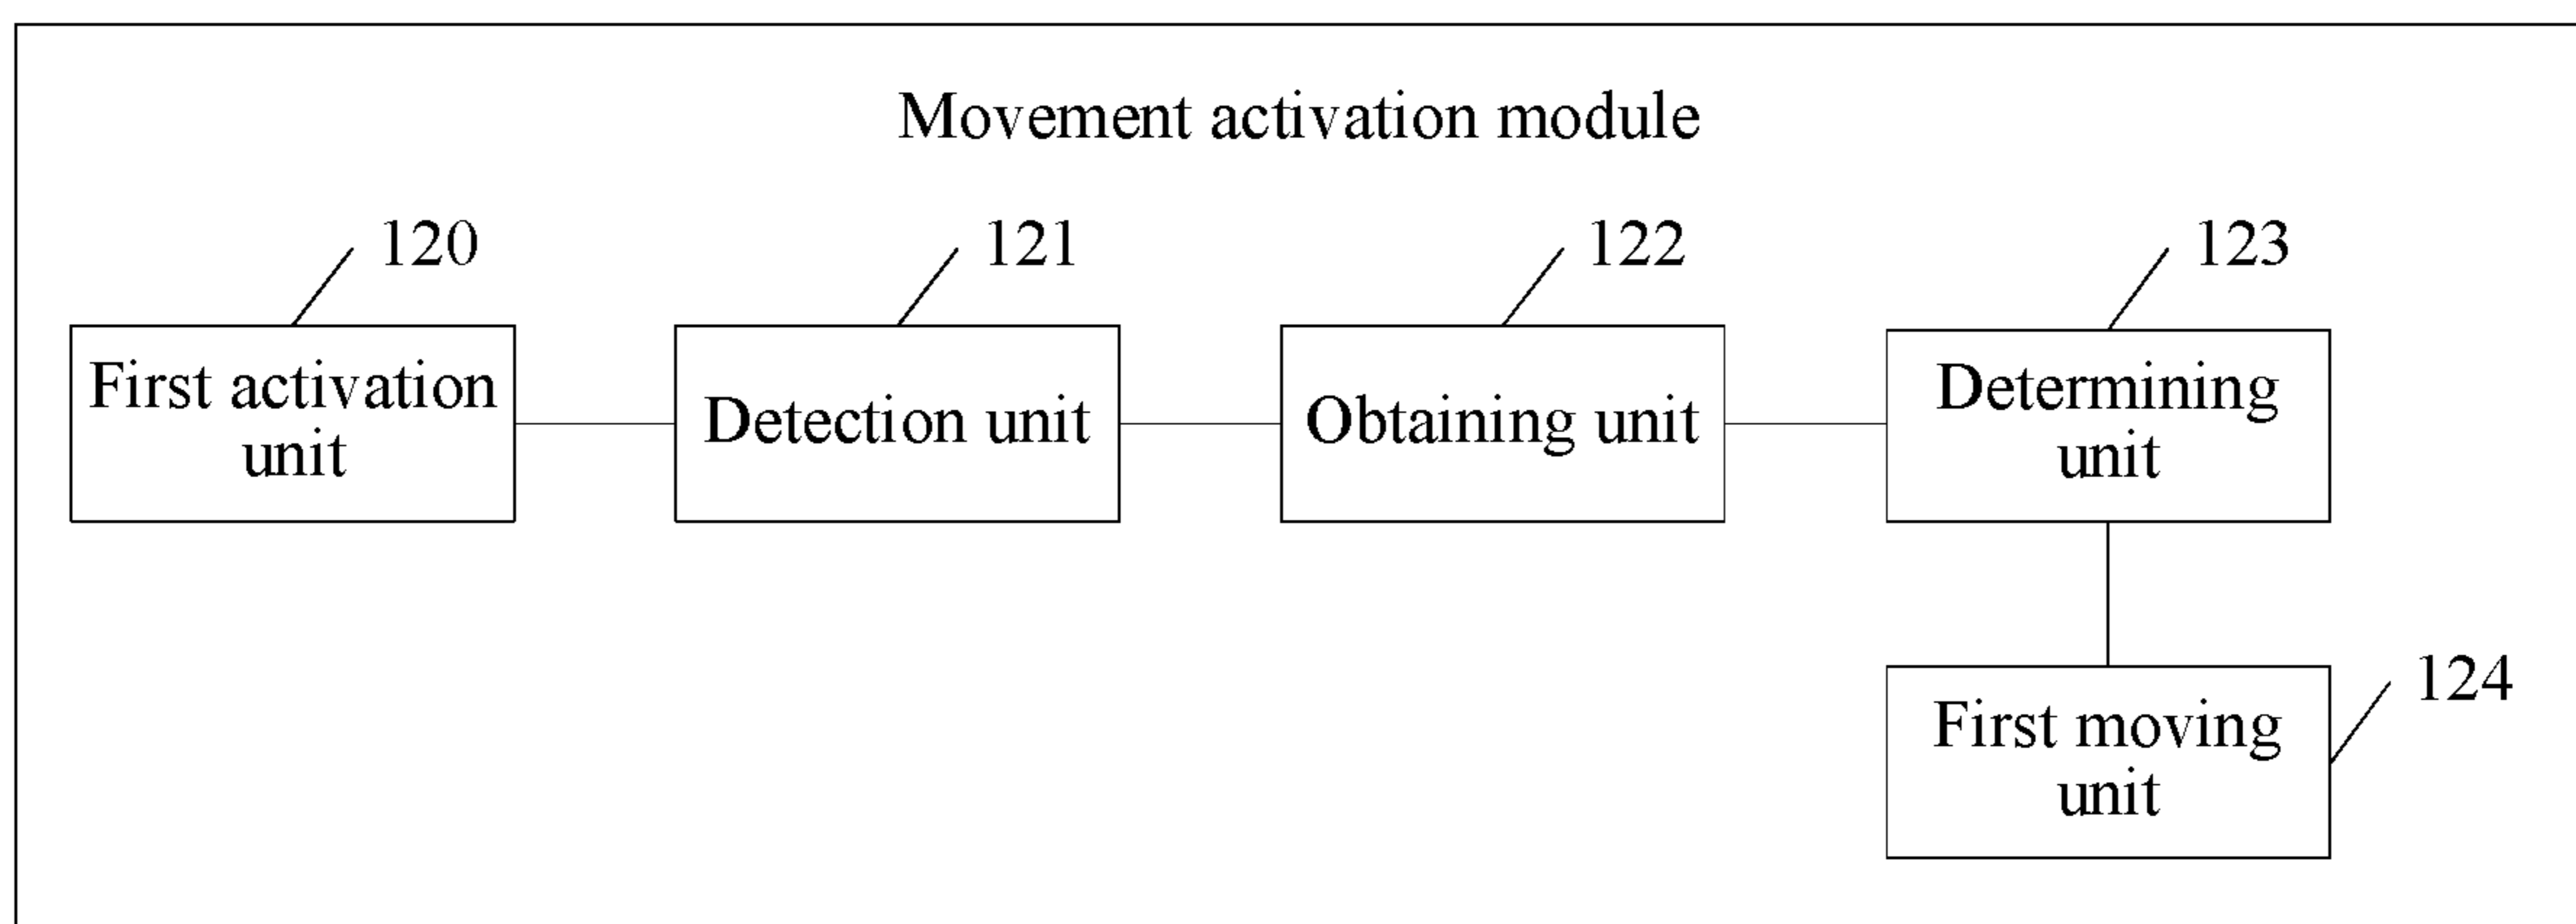 Movement activation module
120
121
122
123
First activation
unit
Detection unit
Obtaining unit
Determining
unit
124
First moving
unit